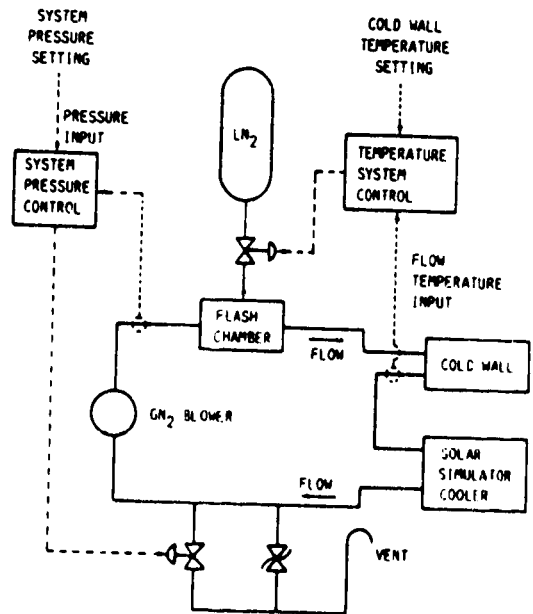 SYSTEM
PRESSURE
SETTING
COLD WALL
TEMPERATURE
SETTING
PRESSURE
INPUT
SYSTEM
PRESSURE
CONTROL
LN₂
TEMPERATURE
SYSTEM
CONTROL
FLOW
TEMPERATURE
INPUT
FLASH
CHAMBER
FLOW
COLD WALL
GN₂ BLOWER
SOLAR
SIMULATOR
COOLER
FLOW
VENT